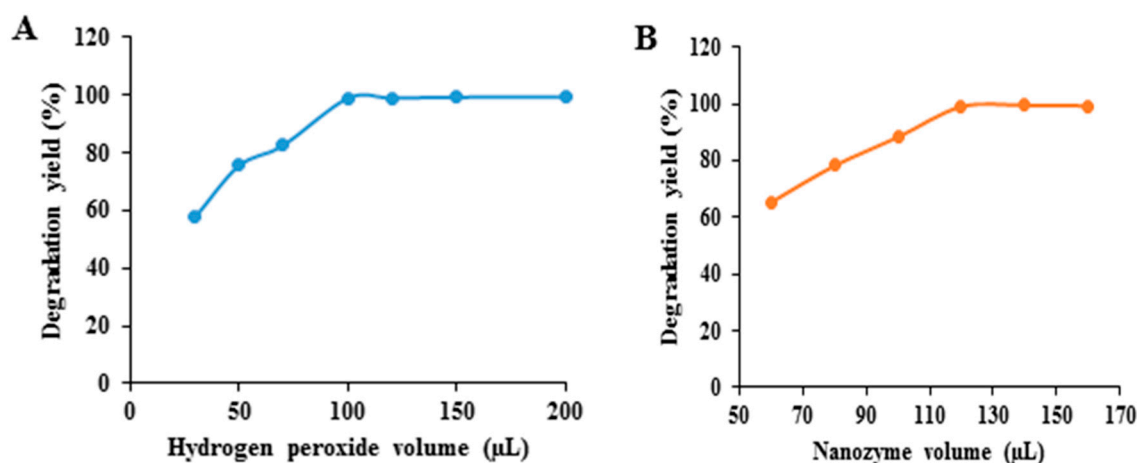 A
120
100
80
60
40
20
0
Degradation yield (%)
0 50 100 150 200
Hydrogen peroxide volume (μL)
B
120
100
80
60
40
20
0
Degradation yield (%)
50 70 90 110 130 150 170
Nanozyme volume (μL)